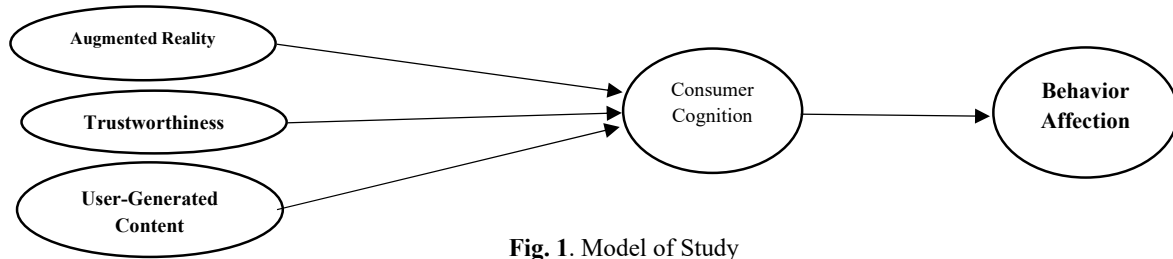 Augmented Reality
Trustworthiness
User-Generated
Content
Consumer
Cognition
Behavior
Affection
Fig. 1. Model of Study